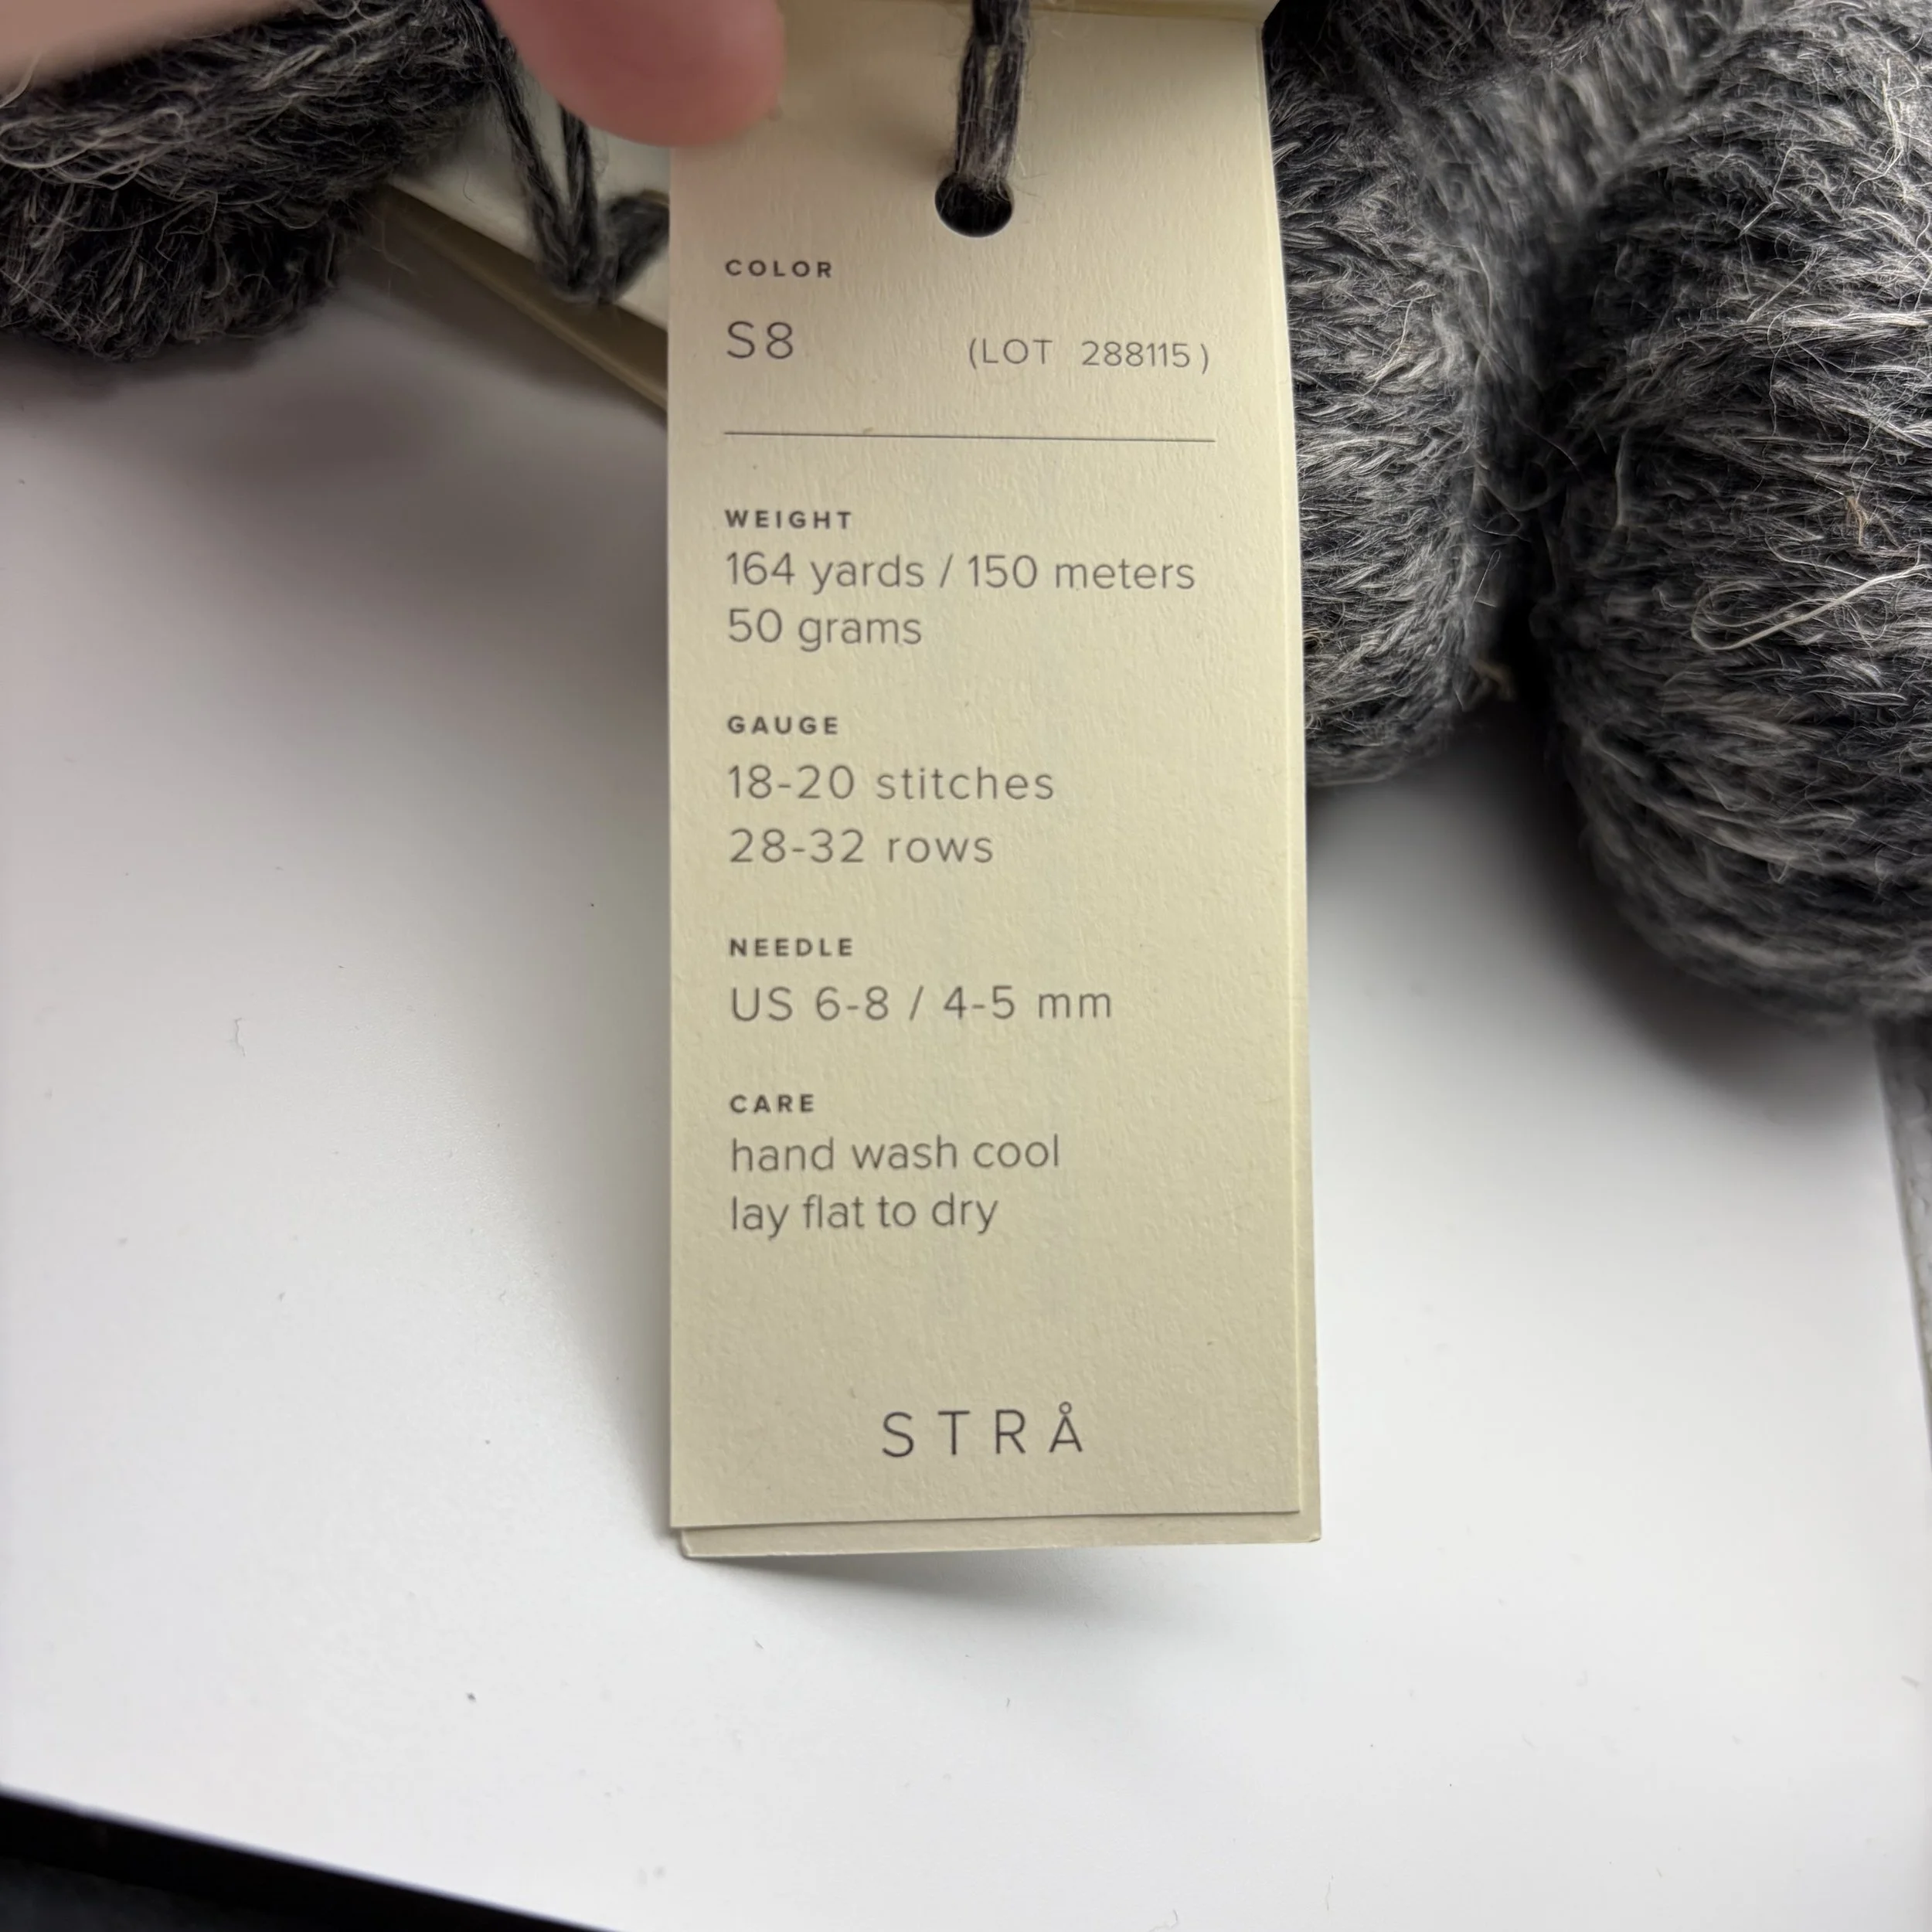 COLOR
S8 (LOT 288115)
WEIGHT
164 yards / 150 meters
50 grams
GAUGE
18-20 stitches
28-32 rows
NEEDLE
US 6-8 / 4-5 mm
CARE
hand wash cool
lay flat to dry
STRÅ